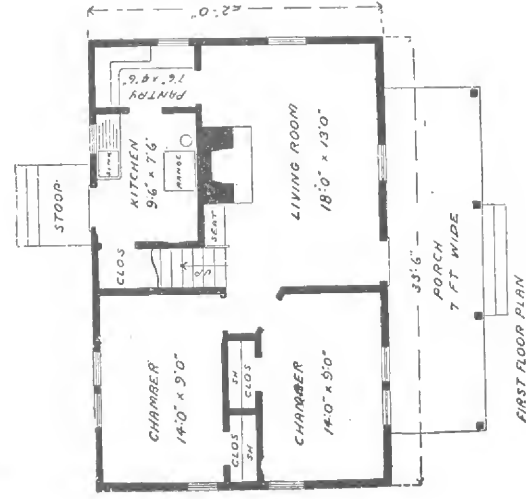 22'-0"
PANTRY
7'6" x 4'6"
STOOP
SINK
KITCHEN
9'-6" x 7'6"
RANGE
LIVING ROOM
18'-0" x 13'0"
CLOS
SEAT
PORCH
7 FT WIDE
33'-6"
FIRST FLOOR PLAN
CHAMBER
14'-0" x 9'0"
SH
CLOS
CLOS
SH
CHAMBER
14'-0" x 9'0"